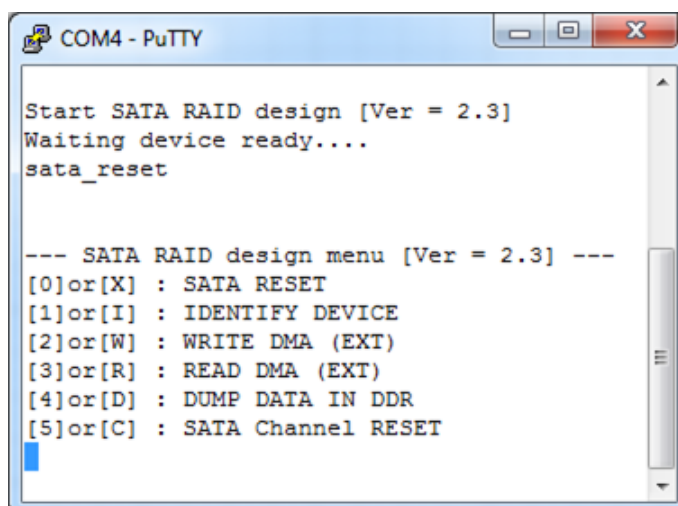 COM4 - PuTTY
Start SATA RAID design [Ver = 2.3]
Waiting device ready....
sata_reset
--- SATA RAID design menu [Ver = 2.3] ---
[0]or[X] : SATA RESET
[1]or[I] : IDENTIFY DEVICE
[2]or[W] : WRITE DMA (EXT)
[3]or[R] : READ DMA (EXT)
[4]or[D] : DUMP DATA IN DDR
[5]or[C] : SATA Channel RESET